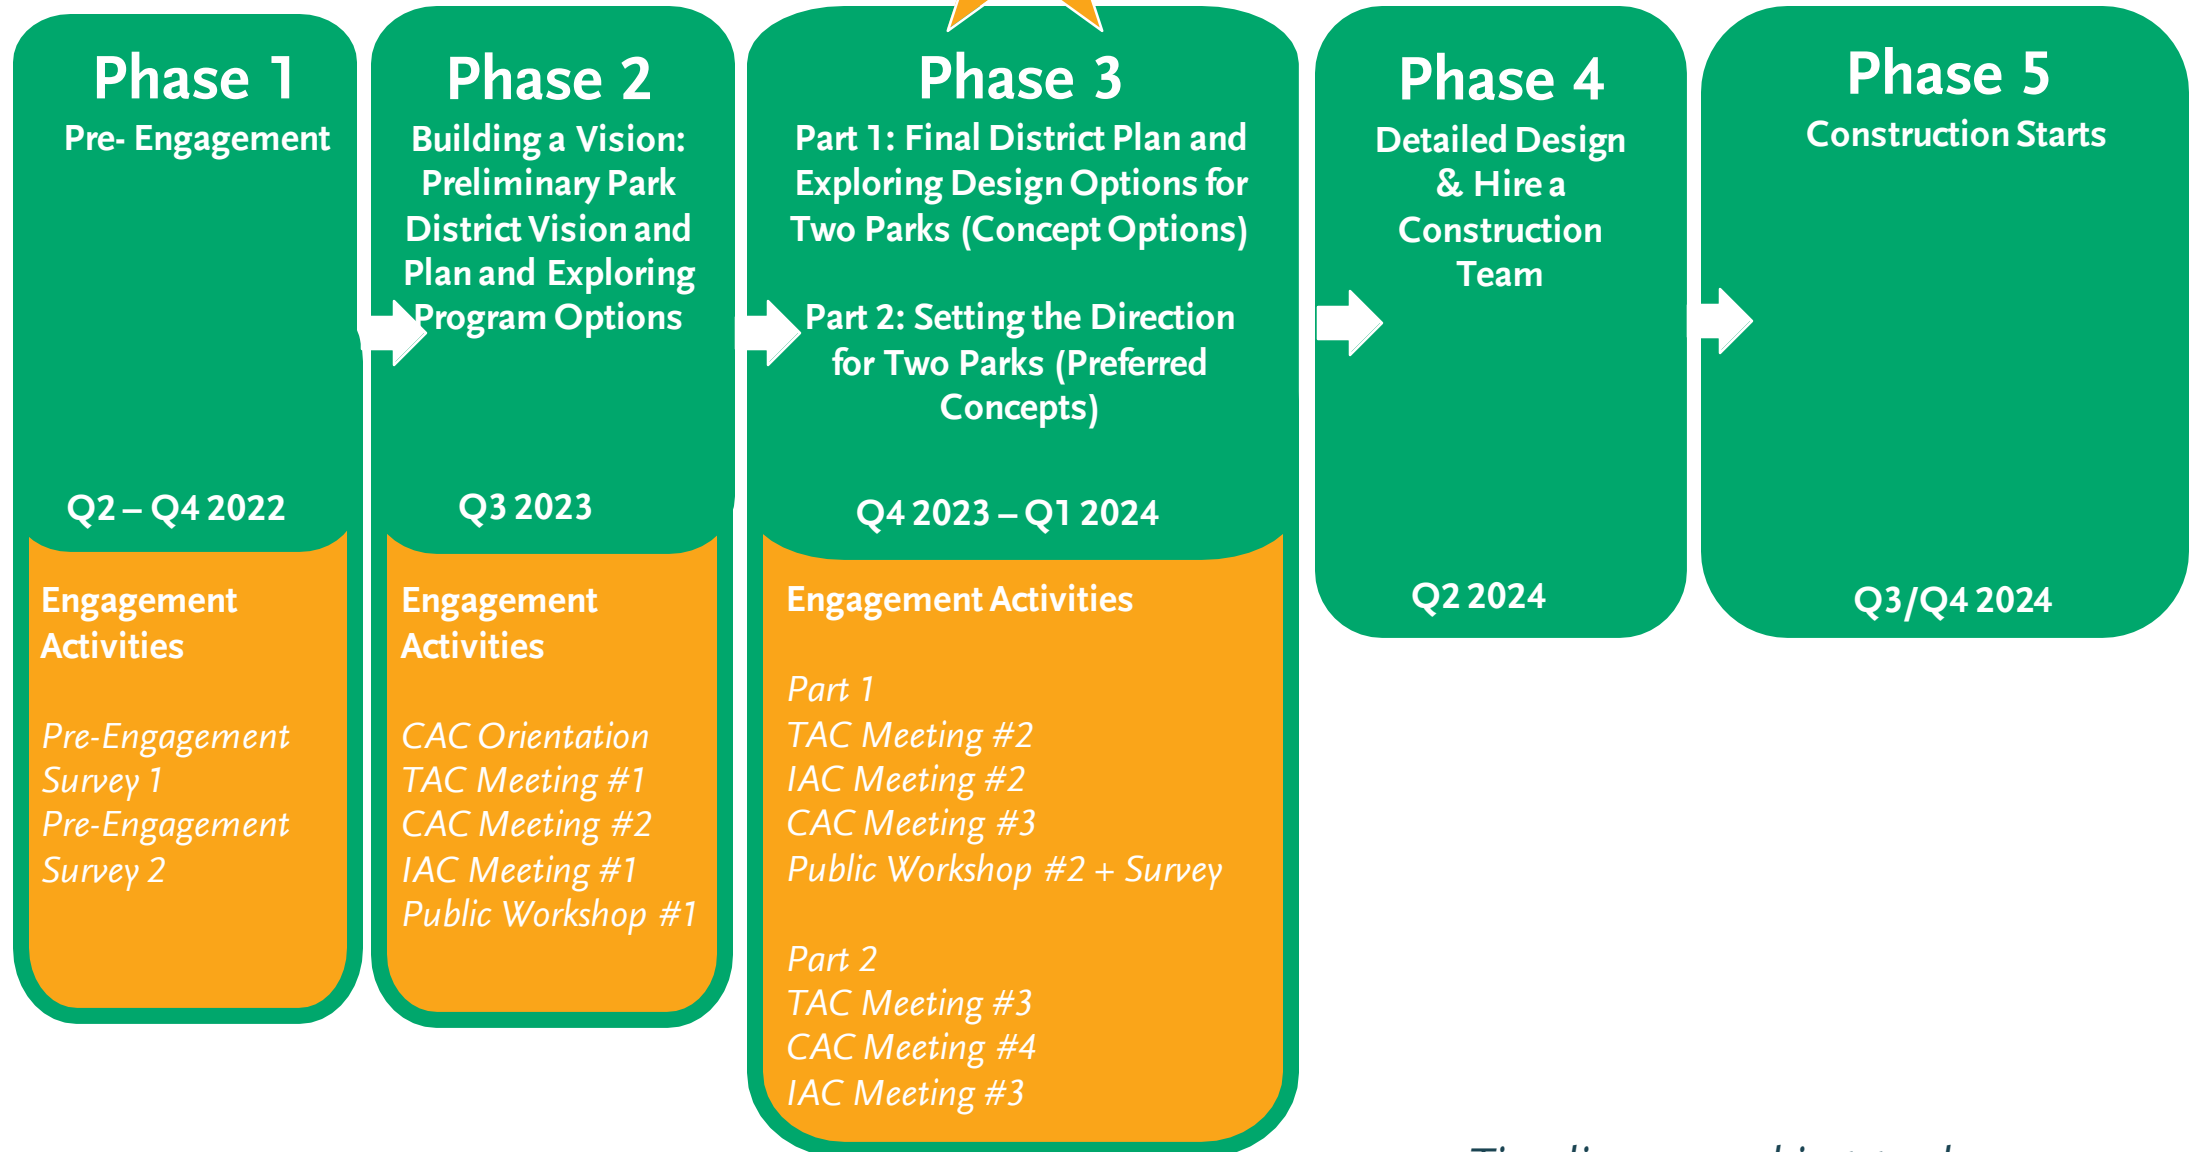 Phase 1
Pre- Engagement
Q2 – Q4 2022
Engagement
Activities
Pre-Engagement
Survey 1
Pre-Engagement
Survey 2
Phase 2
Building a Vision:
Preliminary Park
District Vision and
Plan and Exploring
Program Options
Q3 2023
Engagement
Activities
CAC Orientation
TAC Meeting #1
CAC Meeting #2
IAC Meeting #1
Public Workshop #1
Phase 3
Part 1: Final District Plan and
Exploring Design Options for
Two Parks (Concept Options)
Part 2: Setting the Direction
for Two Parks (Preferred
Concepts)
Q4 2023 – Q1 2024
Engagement Activities
Part 1
TAC Meeting #2
IAC Meeting #2
CAC Meeting #3
Public Workshop #2 + Survey
Part 2
TAC Meeting #3
CAC Meeting #4
IAC Meeting #3
Phase 4
Detailed Design
& Hire a
Construction
Team
Q2 2024
Phase 5
Construction Starts
Q3/Q4 2024